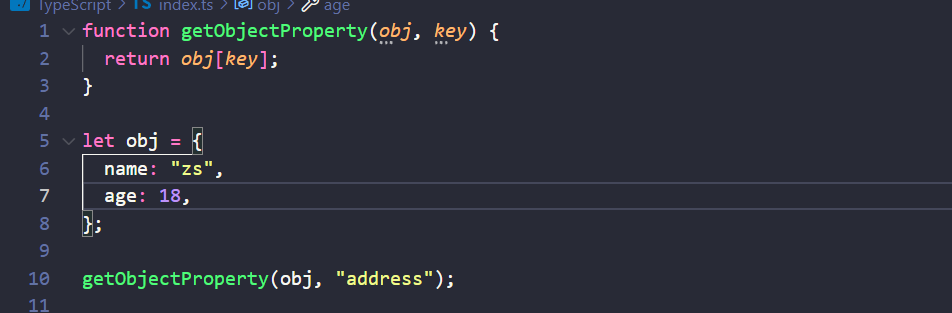 TypeScript > TS index.ts > obj > age
1 function getObjectProperty(obj, key) {
2 return obj[key];
3 }
4
5 let obj = {
6 name: "zs",
7 age: 18,
8 };
9
10 getObjectProperty(obj, "address");
11